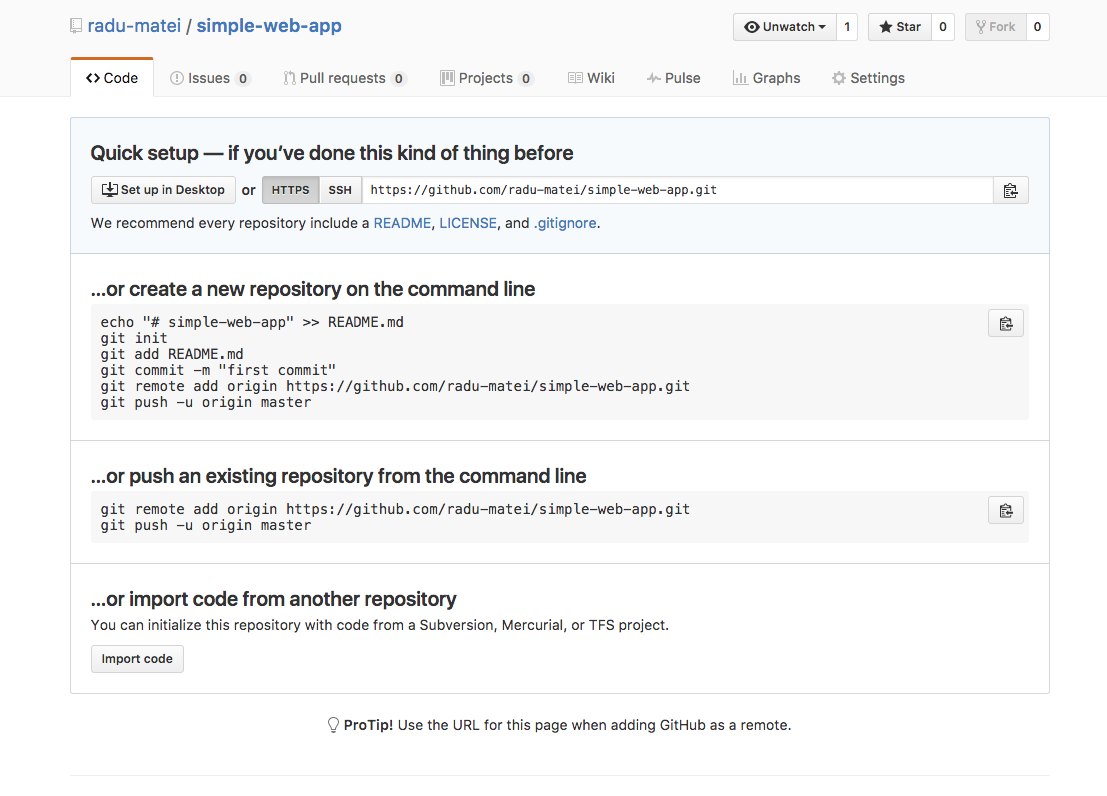 radu-matei / simple-web-app
Unwatch 1 Star 0 Fork 0
Code Issues 0 Pull requests 0 Projects 0 Wiki Pulse Graphs Settings
Quick setup — if you’ve done this kind of thing before
Set up in Desktop or HTTPS SSH https://github.com/radu-matei/simple-web-app.git
We recommend every repository include a README, LICENSE, and .gitignore.
…or create a new repository on the command line
echo "# simple-web-app" >> README.md
git init
git add README.md
git commit -m "first commit"
git remote add origin https://github.com/radu-matei/simple-web-app.git
git push -u origin master
…or push an existing repository from the command line
git remote add origin https://github.com/radu-matei/simple-web-app.git
git push -u origin master
…or import code from another repository
You can initialize this repository with code from a Subversion, Mercurial, or TFS project.
Import code
ProTip! Use the URL for this page when adding GitHub as a remote.